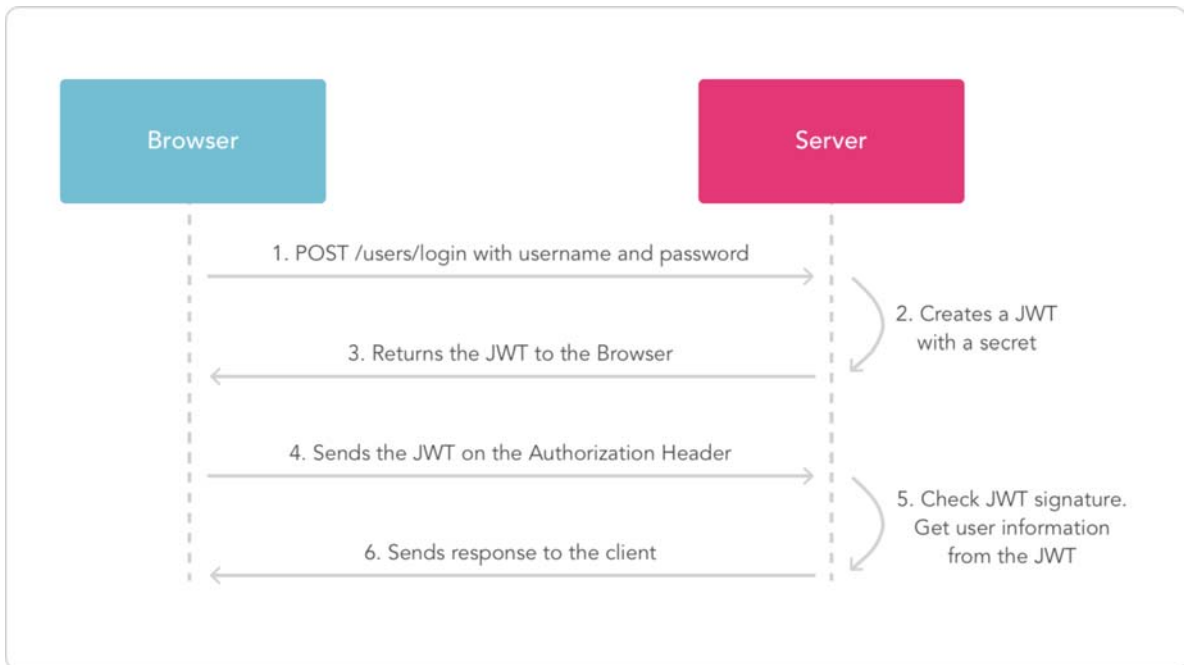 Browser
Server
1. POST /users/login with username and password
2. Creates a JWT
with a secret
3. Returns the JWT to the Browser
4. Sends the JWT on the Authorization Header
5. Check JWT signature.
Get user information
from the JWT
6. Sends response to the client